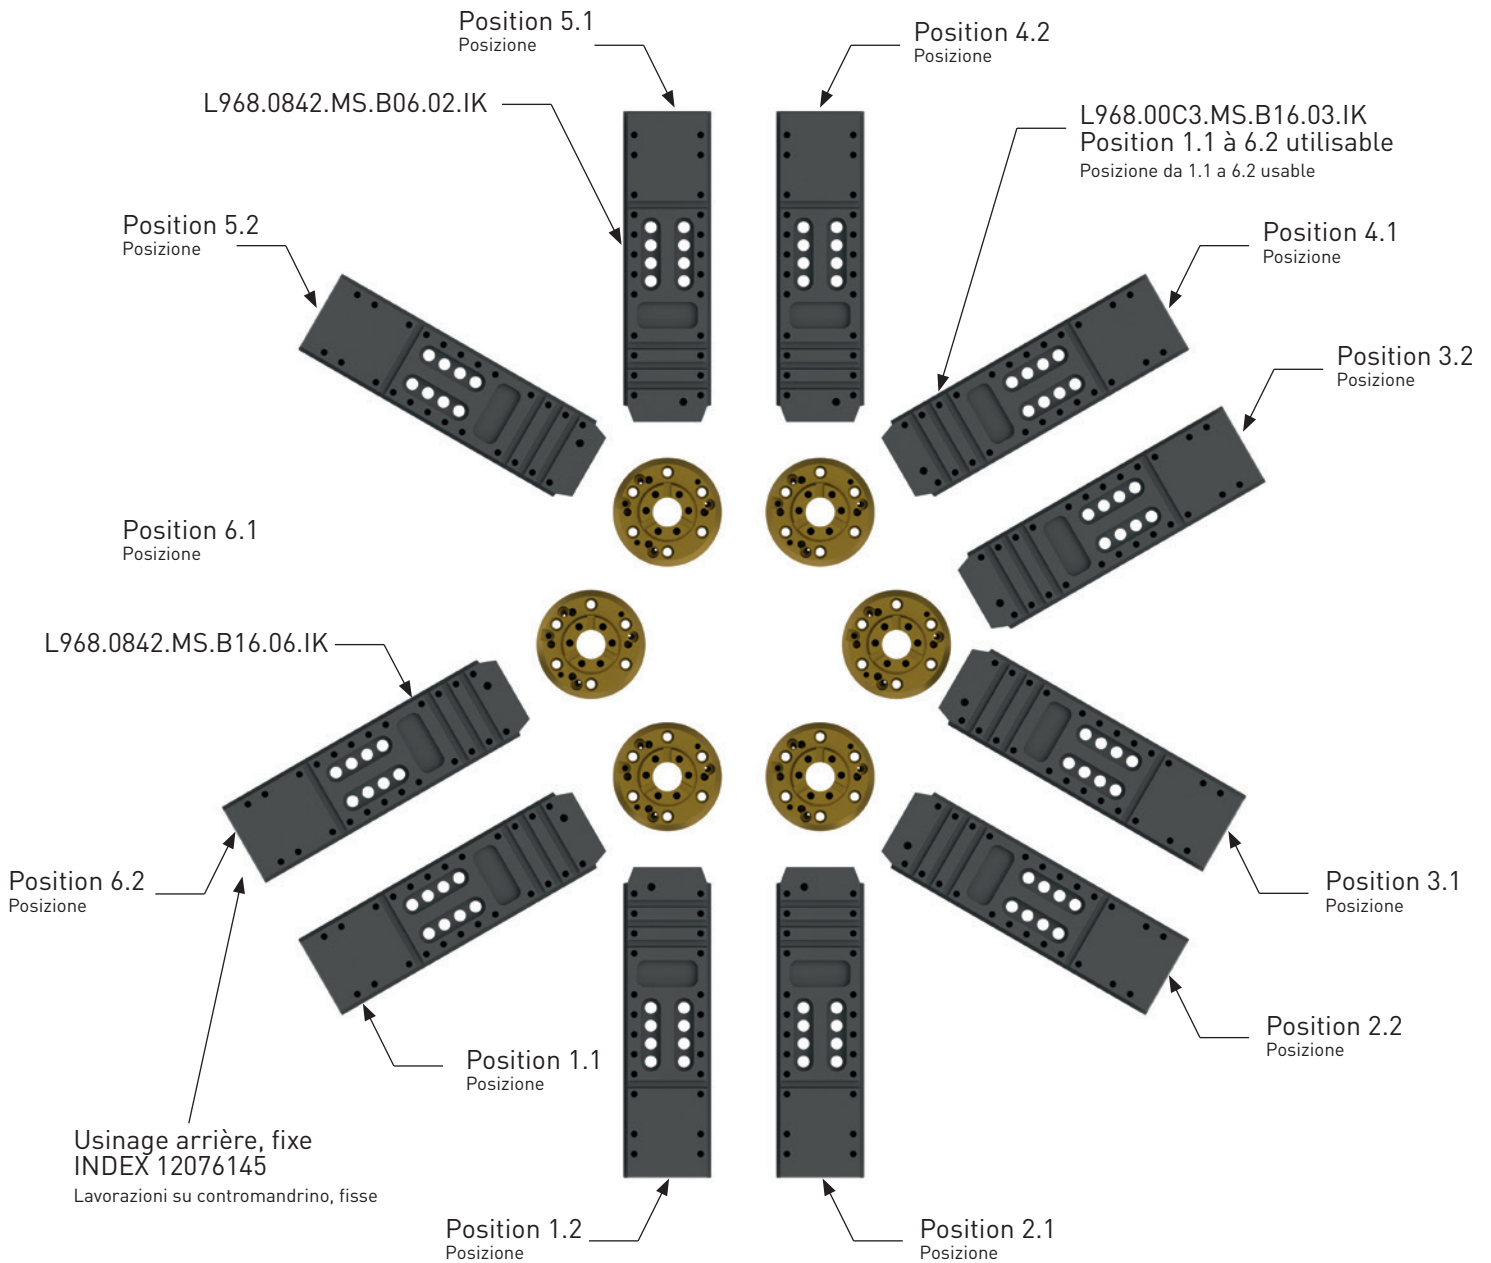 Position 5.1
Posizione
Position 4.2
Posizione
L968.0842.MS.B06.02.IK
L968.00C3.MS.B16.03.IK
Position 1.1 à 6.2 utilisable
Posizione da 1.1 a 6.2 usable
Position 5.2
Posizione
Position 4.1
Posizione
Position 3.2
Posizione
Position 6.1
Posizione
L968.0842.MS.B16.06.IK
Position 6.2
Posizione
Position 3.1
Posizione
Position 2.2
Posizione
Position 1.1
Posizione
Usinage arrière, fixe
INDEX 12076145
Lavorazioni su contromandrino, fisse
Position 1.2
Posizione
Position 2.1
Posizione